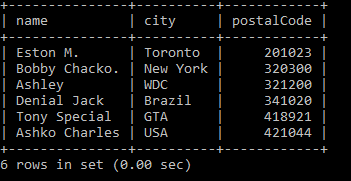 +---------------+----------+------------+
| name          | city     | postalCode |
+---------------+----------+------------+
| Eston M.      | Toronto  |     201023 |
| Bobby Chacko. | New York |     320300 |
| Ashley        | WDC      |     321200 |
| Denial Jack   | Brazil   |     341020 |
| Tony Special  | GTA      |     418921 |
| Ashko Charles | USA      |     421044 |
+---------------+----------+------------+
6 rows in set (0.00 sec)